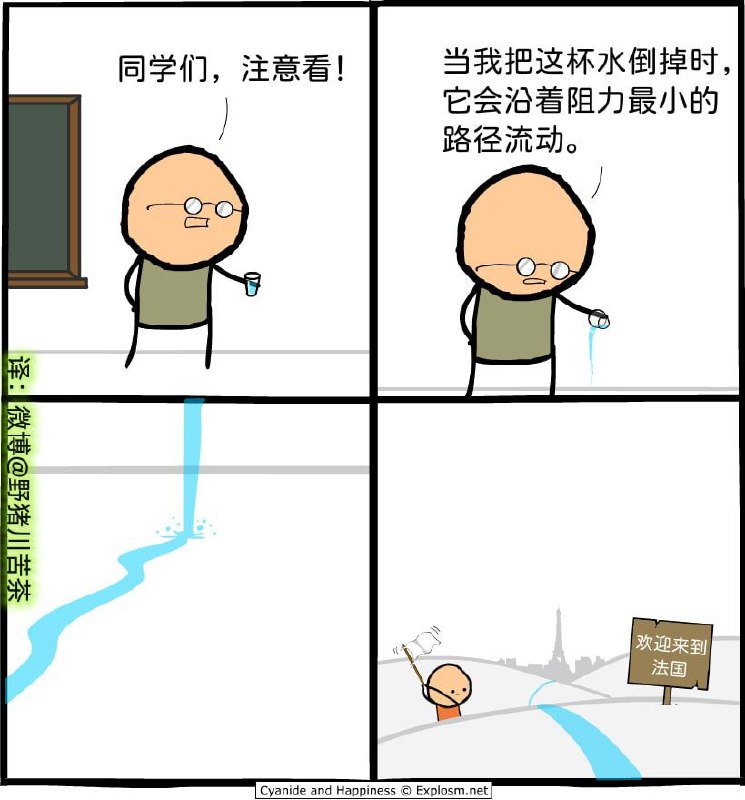 同学们，注意看！
当我把这杯水倒掉时，
它会沿着阻力最小的
路径流动。
译：微博@野猪川苦茶
欢迎来到
法国
Cyanide and Happiness © Explosm.net